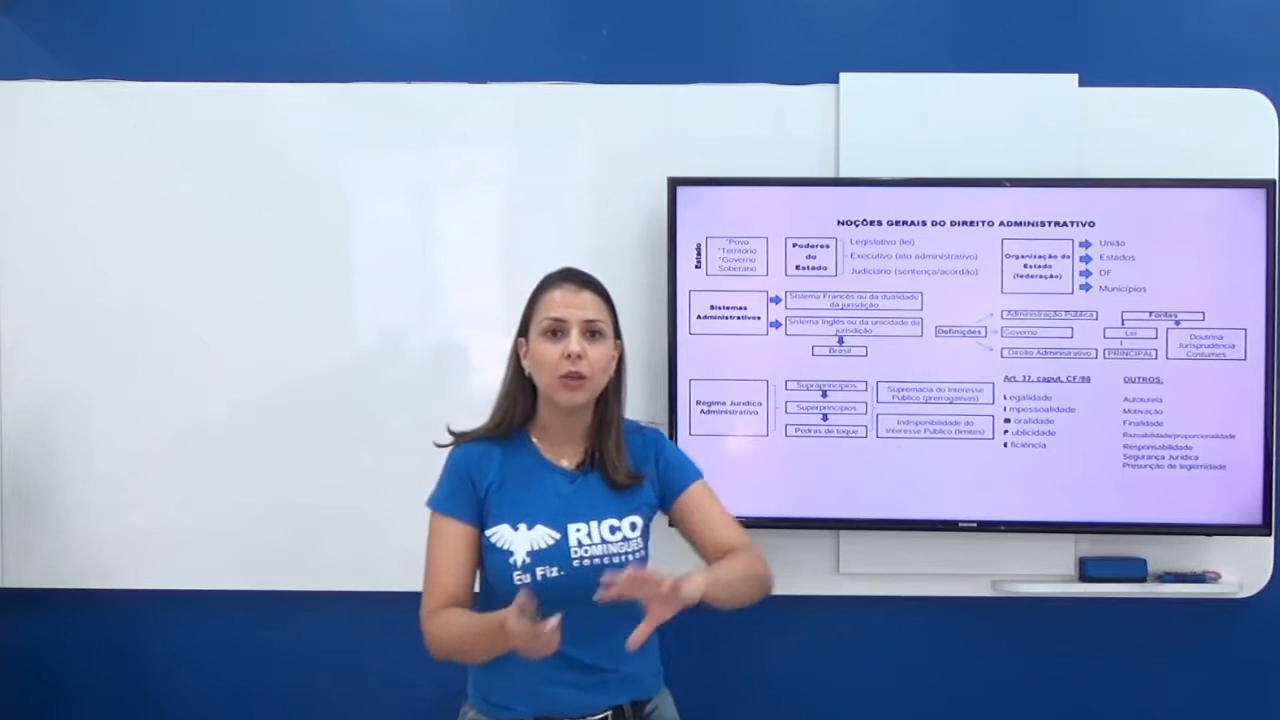 NOÇÕES GERAIS DO DIREITO ADMINISTRATIVO
Estado
*Povo
*Território
*Governo
Soberano
Poderes
do
Estado
Legislativo (lei)
Executivo (ato administrativo)
Judiciário (sentença/acórdão)
Organização do
Estado
(federação)
União
Estados
DF
Municípios
Sistemas
Administrativos
Sistema Francês ou da dualidade
da jurisdição
Sistema Inglês ou da unicidade da
jurisdição
Brasil
Definições
Administração Pública
Governo
Direito Administrativo
Fontes
Lei
PRINCIPAL
Doutrina
Jurisprudência
Costumes
Regime Jurídico
Administrativo
Supraprincípios
Superprincípios
Pedras de toque
Supremacia do Interesse
Público (prerrogativas)
Indisponibilidade do
Interesse Público (limites)
Art. 37, caput, CF/88
Legalidade
Impessoalidade
Moralidade
Publicidade
Eficiência
OUTROS:
Autotutela
Motivação
Finalidade
Razoabilidade/proporcionalidade
Responsabilidade
Segurança Jurídica
Presunção de legitimidade
RICO
DOMINGUES
concursos
Eu Fiz.